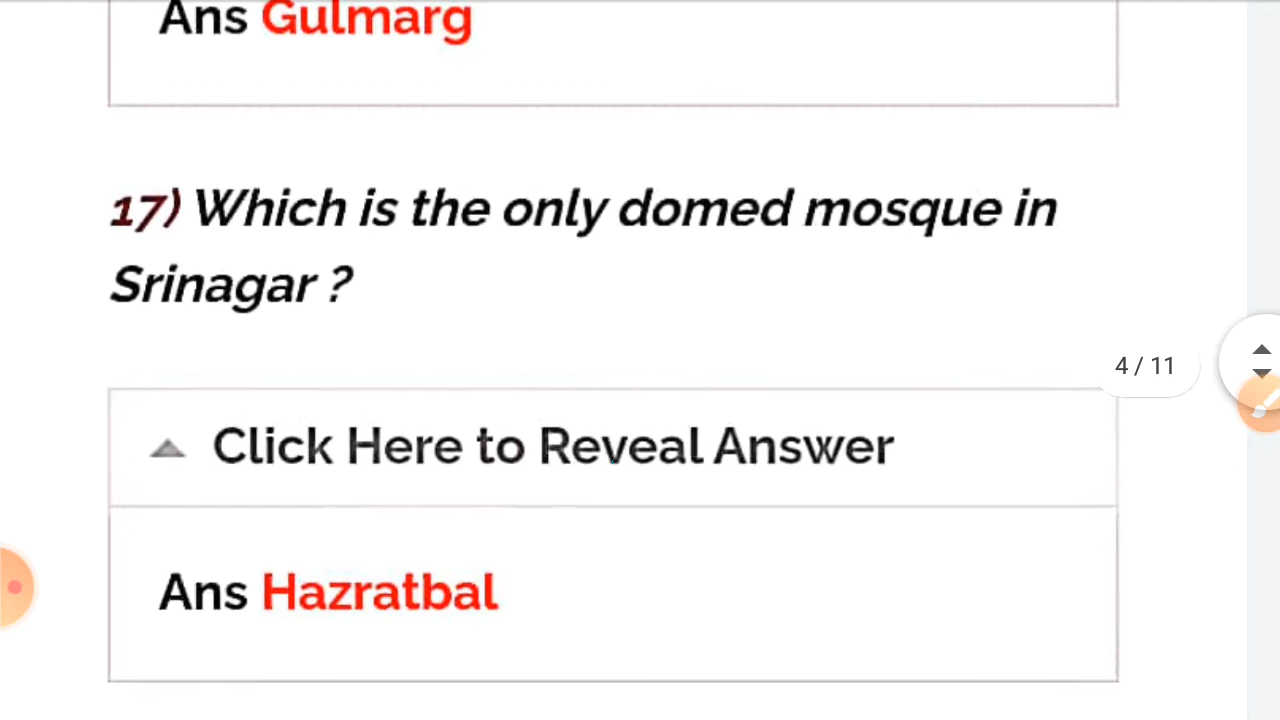 Ans Gulmarg
17) Which is the only domed mosque in
Srinagar ?
4 / 11
Click Here to Reveal Answer
Ans Hazratbal